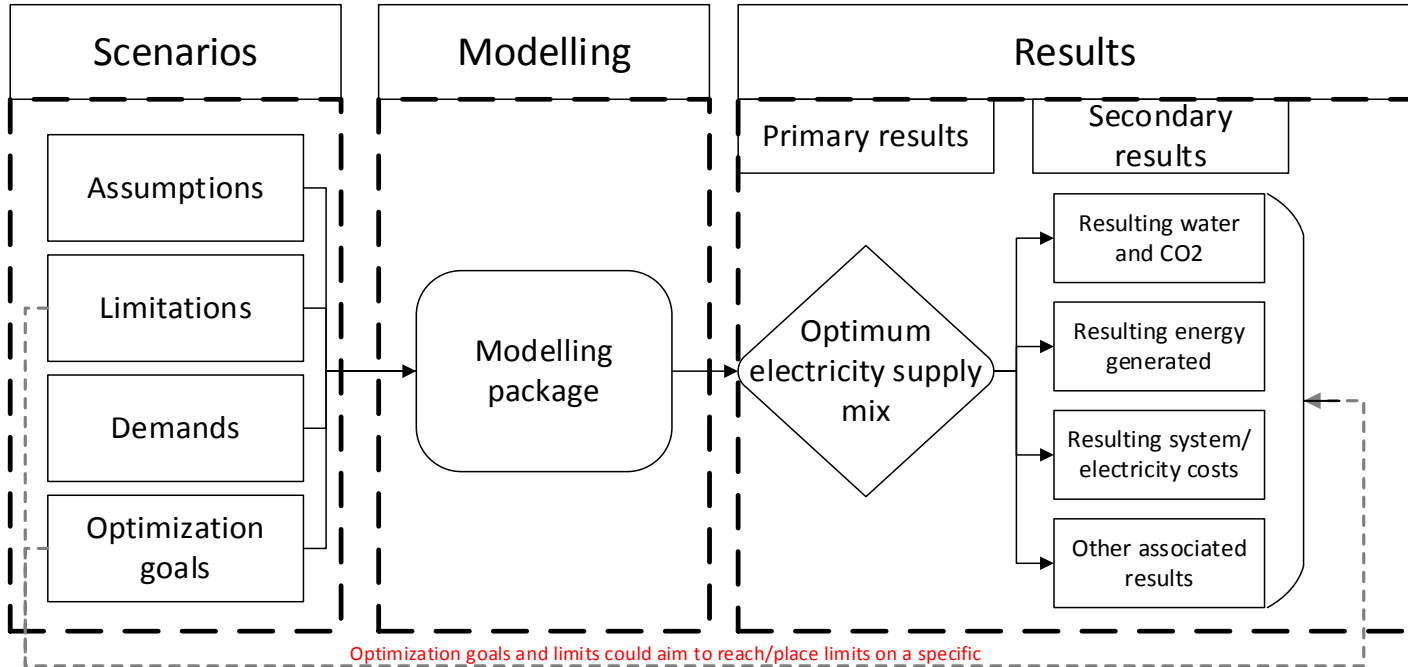 Scenarios
Modelling
Results
Primary results
Secondary
results
Assumptions
Limitations
Demands
Optimization
goals
Modelling
package
Optimum
electricity supply
mix
Resulting water
and CO2
Resulting energy
generated
Resulting system/
electricity costs
Other associated
results
Optimization goals and limits could aim to reach/place limits on a specific